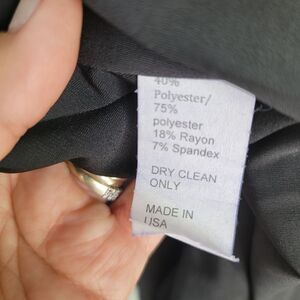 40%
Polyester/
75%
polyester
18% Rayon
7% Spandex
DRY CLEAN
ONLY
MADE IN
USA